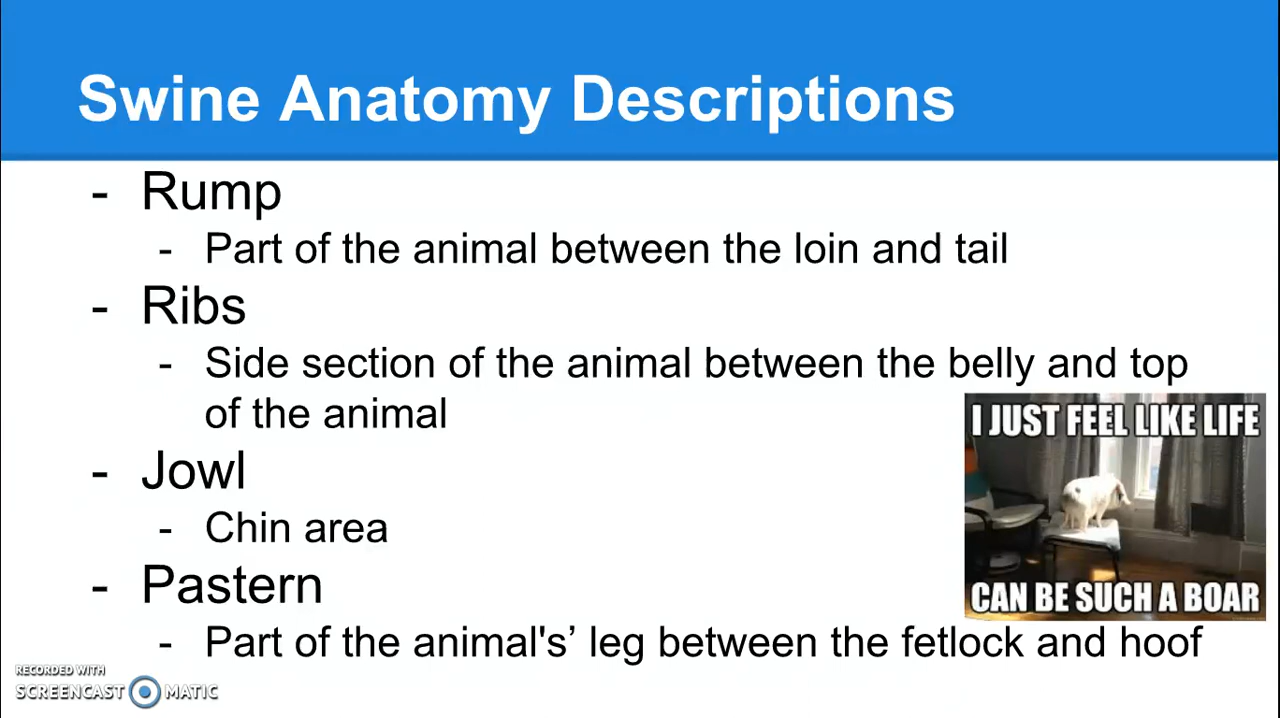 Swine Anatomy Descriptions
- Rump
- Part of the animal between the loin and tail
- Ribs
- Side section of the animal between the belly and top
of the animal
- Jowl
- Chin area
- Pastern
- Part of the animal's’ leg between the fetlock and hoof
I JUST FEEL LIKE LIFE
CAN BE SUCH A BOAR
RECORDED WITH
SCREENCAST MATIC